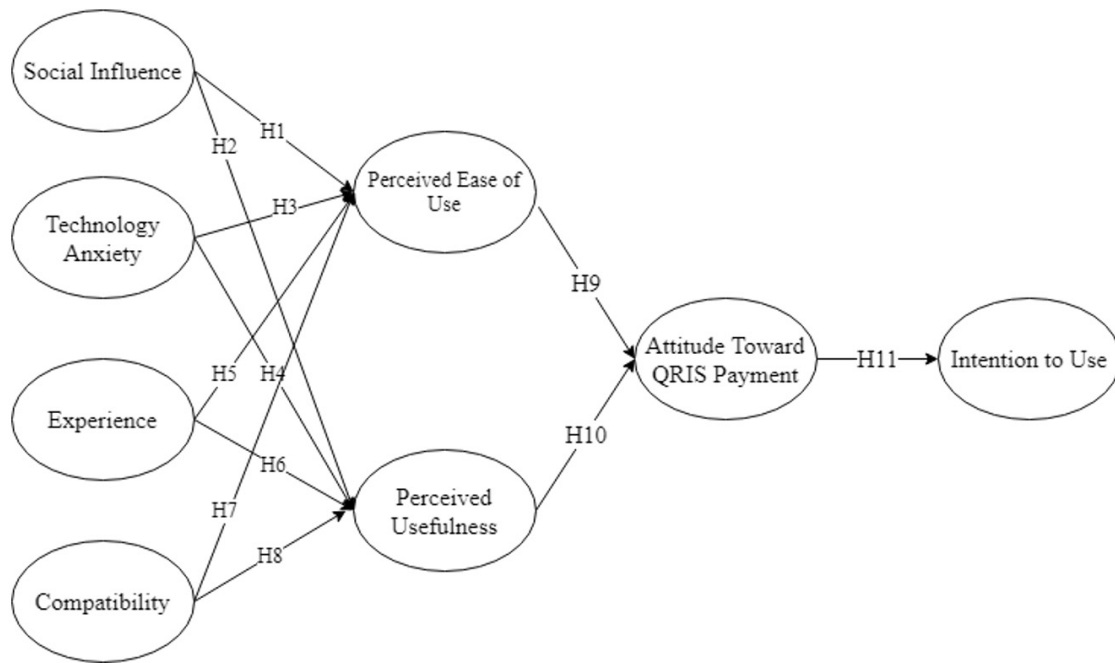 Social Influence
H1
H2
Perceived Ease of
Use
H3
Technology
Anxiety
H9
Attitude Toward
QRIS Payment
H11
Intention to Use
H5
H4
Experience
H10
H6
Perceived
Usefulness
H7
H8
Compatibility